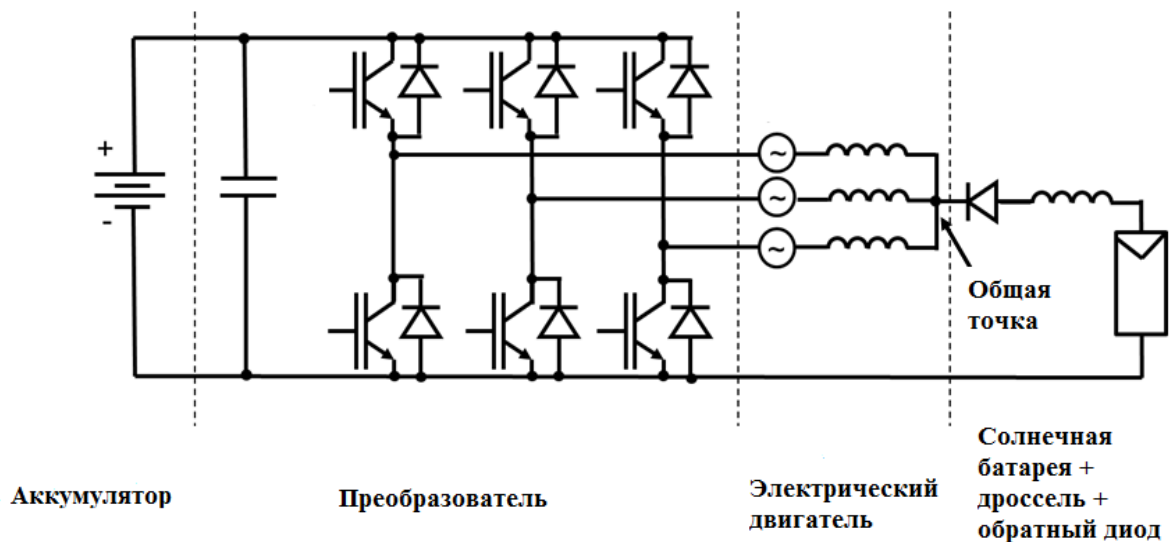 +
-
~
~
~
Общая
точка
Аккумулятор
Преобразователь
Электрический
двигатель
Солнечная
батарея +
дроссель +
обратный диод